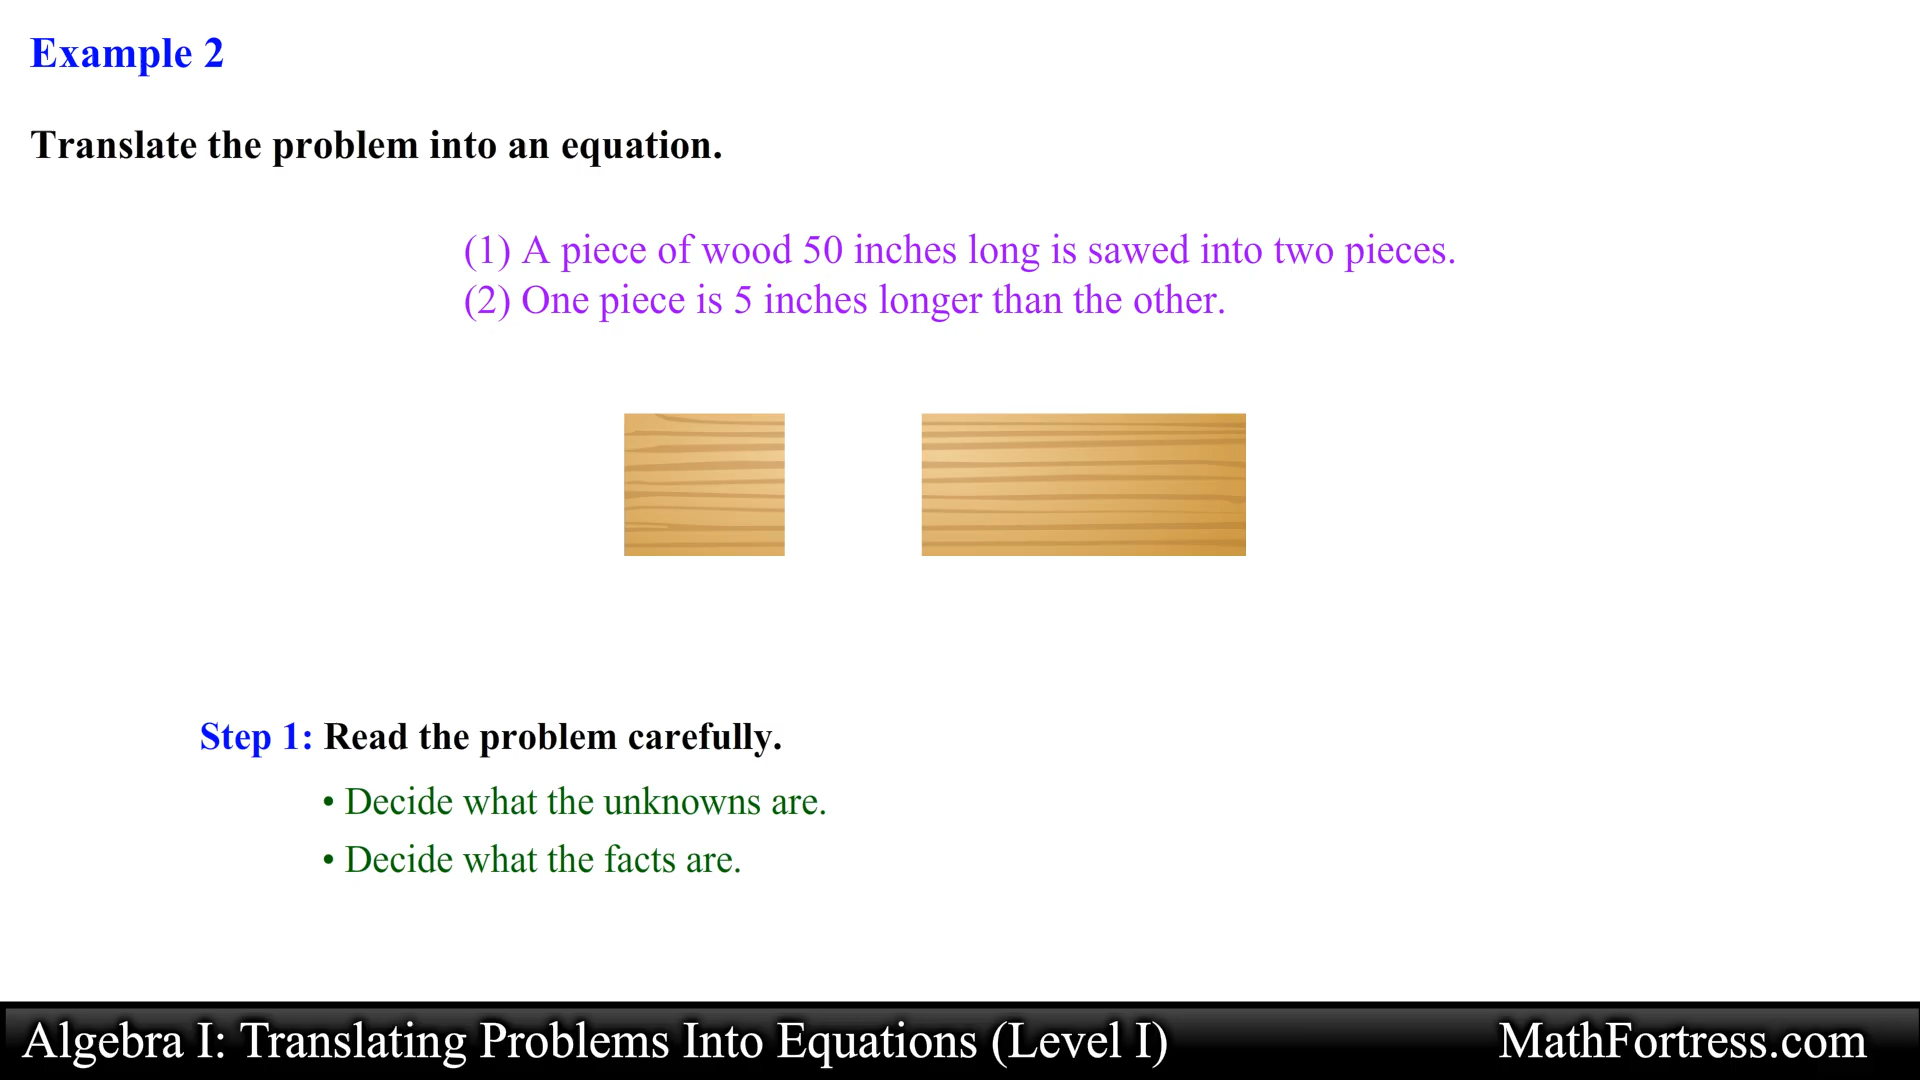 Example 2
Translate the problem into an equation.
(1) A piece of wood 50 inches long is sawed into two pieces.
(2) One piece is 5 inches longer than the other.
Step 1: Read the problem carefully.
• Decide what the unknowns are.
• Decide what the facts are.
Algebra I: Translating Problems Into Equations (Level I)
MathFortress.com